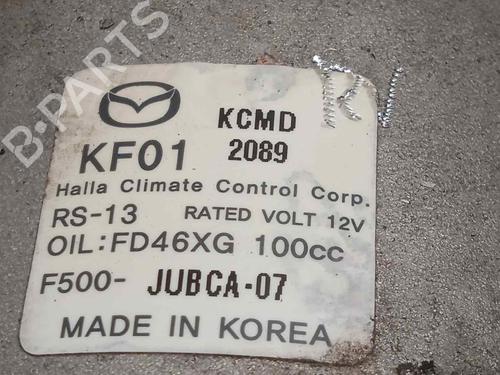 B-PARTS
KCMD
KF01 2089
Halla Climate Control Corp.
RS-13 RATED VOLT 12V
OIL:FD46XG 100cc
F500- JUBCA-07
MADE IN KOREA